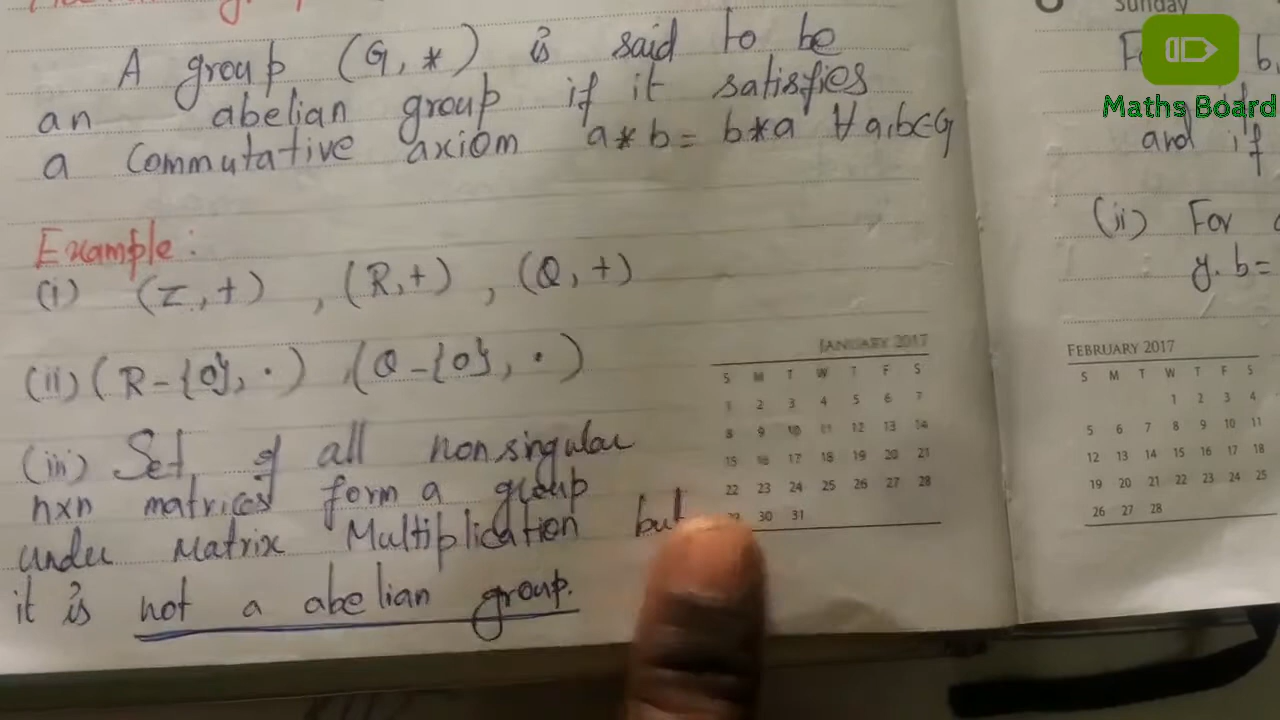 A group (G, *) is said to be
an abelian group if it satisfies
a commutative axiom a * b = b * a ∀ a, b ∈ G
Example:
(i) (Z, +), (R, +), (Q, +)
(ii) (R - {0}, ·), (Q - {0}, ·)
(iii) Set of all nonsingular
nxn matrices form a group
under Matrix Multiplication but
it is not a abelian group.
JANUARY 2017
S M T W T F S
1 2 3 4 5 6 7
8 9 10 11 12 13 14
15 16 17 18 19 20 21
22 23 24 25 26 27 28
30 31
Sunday
Maths Board
b.
if
and if
(ii) For
y. b =
FEBRUARY 2017
S M T W T F S
1 2 3 4
5 6 7 8 9 10 11
12 13 14 15 16 17 18
19 20 21 22 23 24 25
26 27 28